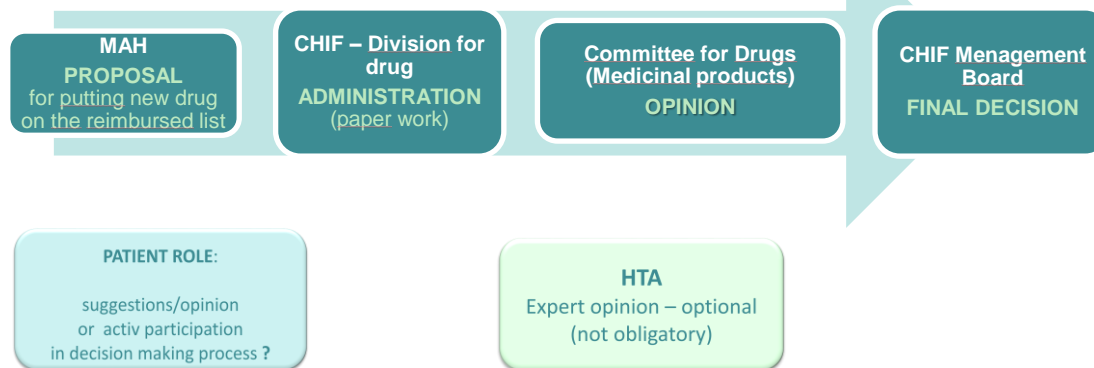 MAH
PROPOSAL
for putting new drug
on the reimbursed list
CHIF – Division for
drug
ADMINISTRATION
(paper work)
Committee for Drugs
(Medicinal products)
OPINION
CHIF Menagement
Board
FINAL DECISION
PATIENT ROLE:
suggestions/opinion
or activ participation
in decision making process ?
HTA
Expert opinion – optional
(not obligatory)